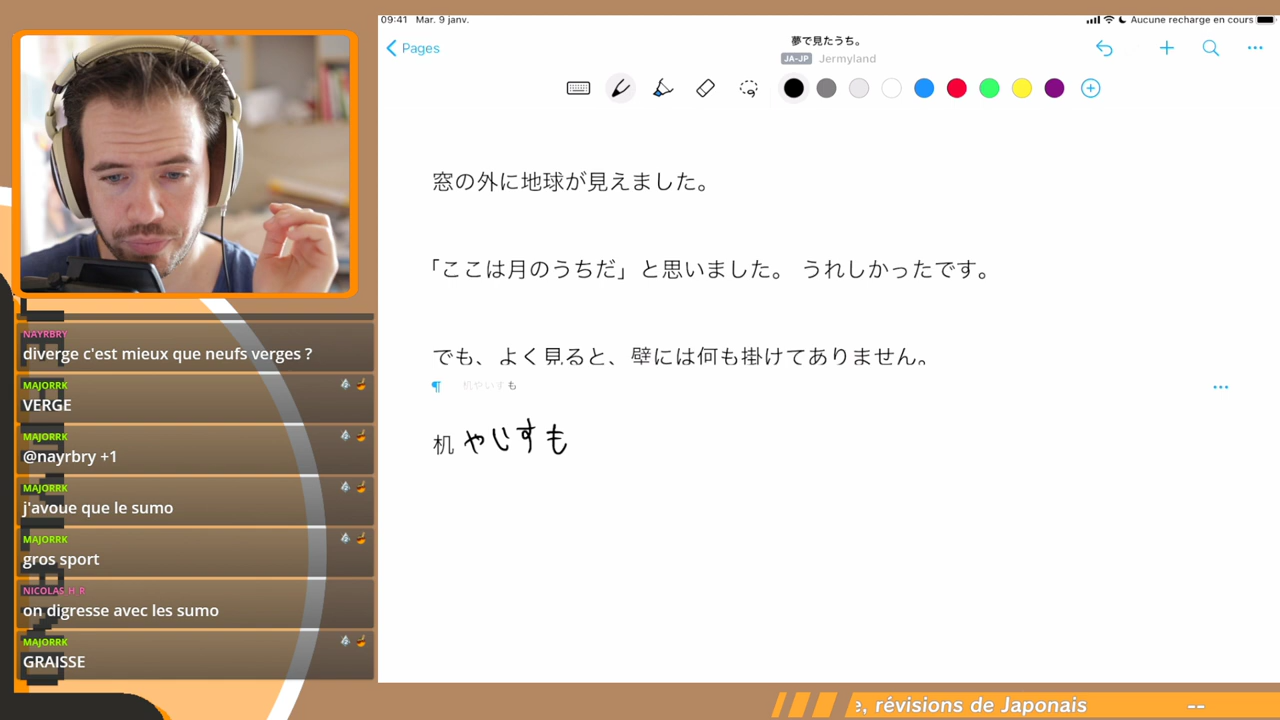 09:41 Mar. 9 janv.
Aucune recharge en cours
Pages
夢で見たうち。
JA-JP Jermyland
窓の外に地球が見えました。
「ここは月のうちだ」と思いました。 うれしかったです。
でも、よく見ると、壁には何も掛けてありません。
机やいすも
机やいすも
NAYRBRY
diverge c'est mieux que neufs verges ?
MAJORRK
VERGE
MAJORRK
@nayrbry +1
MAJORRK
j'avoue que le sumo
MAJORRK
gros sport
NICOLAS_H_R
on digresse avec les sumo
MAJORRK
GRAISSE
, révisions de Japonais --